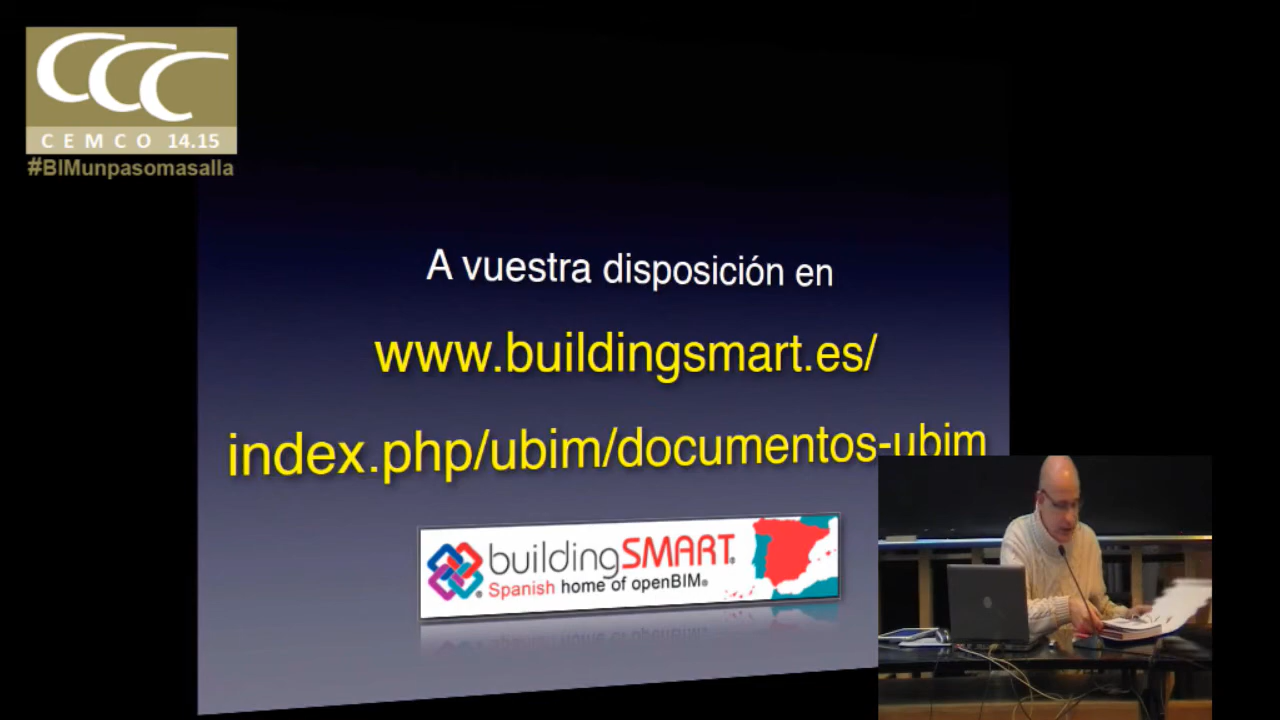 CCC
CEMCO 14.15
#BIMunpasomasalla
A vuestra disposición en
www.buildingsmart.es/
index.php/ubim/documentos-ubim
buildingSMART®
® Spanish home of openBIM®